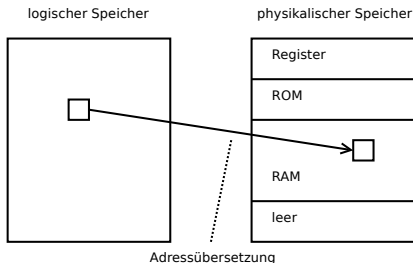 logischer Speicher
physikalischer Speicher
Register
ROM
RAM
leer
Adressübersetzung